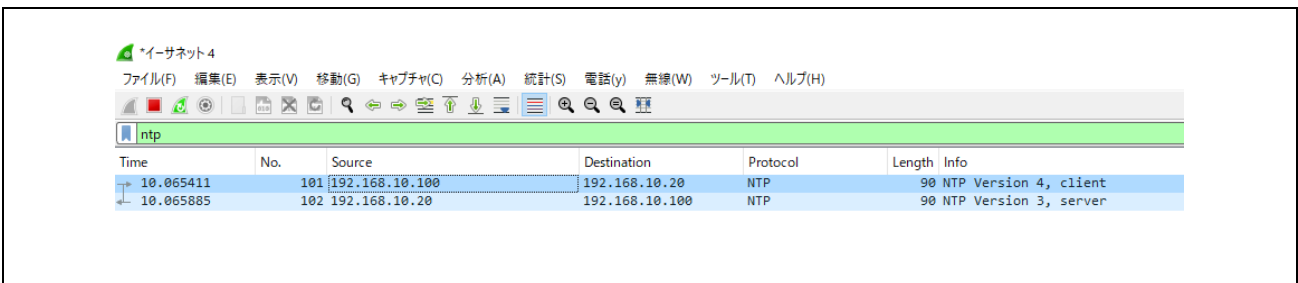 *イーサネット 4
ファイル(F) 編集(E) 表示(V) 移動(G) キャプチャ(C) 分析(A) 統計(S) 電話(y) 無線(W) ツール(T) ヘルプ(H)
ntp
Time No. Source Destination Protocol Length Info
10.065411 101 192.168.10.100 192.168.10.20 NTP 90 NTP Version 4, client
10.065885 102 192.168.10.20 192.168.10.100 NTP 90 NTP Version 3, server